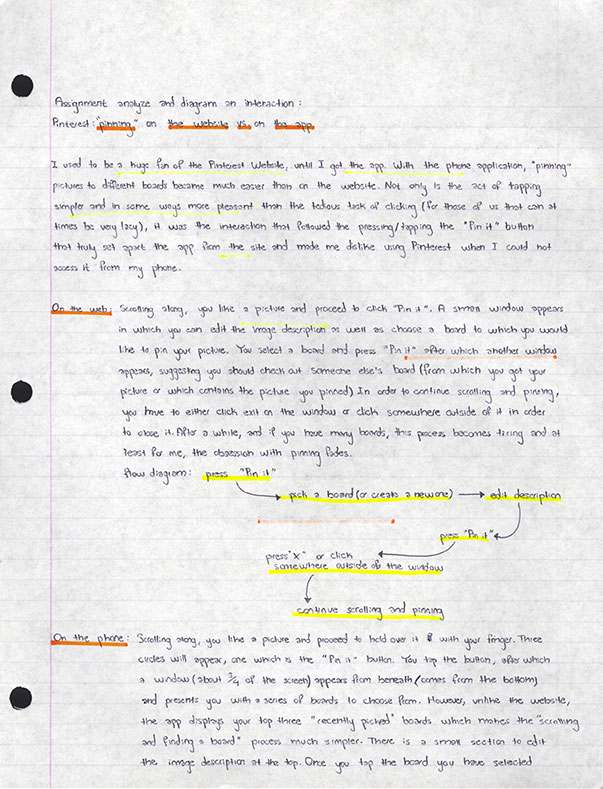 Assignment analyze and diagram an interaction:
Pinterest: "pinning" on the website vs. on the app
I used to be a huge fan of the Pinterest Website, until I got the app. With the phone application, "pinning"
pictures to different boards became much easier than on the website. Not only is the act of tapping
simpler and in some ways more pleasant than the tedious task of clicking (for those of us that can at
times be very lazy), it was the interaction that followed the pressing/tapping the "Pin it" button
that truly set apart the app from the site and made me dislike using Pinterest when I could not
access it from my phone.
On the web: Scrolling along, you like a picture and proceed to click "Pin it". A small window appears
in which you can edit the image description as well as choose a board to which you would
like to pin your picture. You select a board and press "Pin it" after which another window
appears, suggesting you should check out someone else's board (from which you got your
picture or which contains the picture you pinned) In order to continue scrolling and pinning,
you have to either click exit on the window or click somewhere outside of it in order
to close it. After a while, and if you have many boards, this process becomes tiring and at
least for me, the obsession with pinning fades.
flow diagram: press "Pin it"
pick a board (or create a new one) → edit description
press "Pin it"
press "X" or click
somewhere outside of the window
continue scrolling and pinning
On the phone: Scrolling along, you like a picture and proceed to hold over it with your finger. Three
circles will appear, one which is the "Pin it" button. You tap the button, after which
a window (about 3/4 of the screen) appears from beneath (comes from the bottom)
and presents you with a series of boards to choose from. However, unlike the website,
the app displays your top three "recently picked" boards which makes the "scrolling
and finding a board" process much simpler. There is a small section to edit
the image description at the top. Once you tap the board you have selected